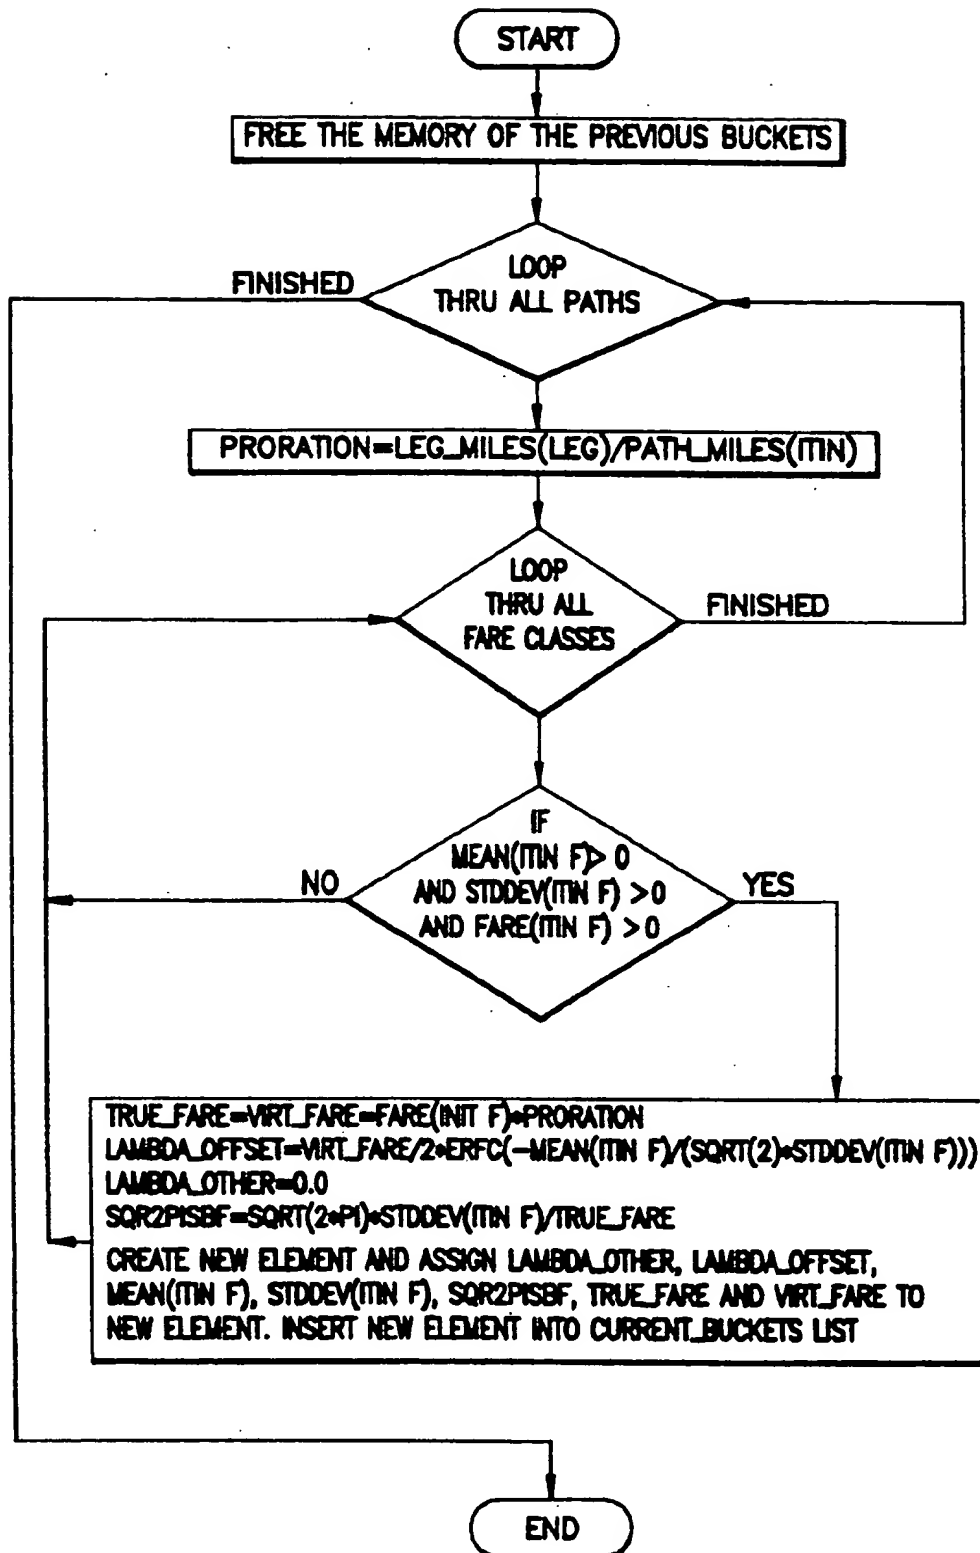 START
FREE THE MEMORY OF THE PREVIOUS BUCKETS
LOOP
THRU ALL PATHS
FINISHED
PRORATION=LEG_MILES(LEG)/PATH_MILES(ITIN)
LOOP
THRU ALL
FARE CLASSES
FINISHED
IF
MEAN(ITIN F)> 0
AND STDDEV(ITIN F) >0
AND FARE(ITIN F) >0
NO
YES
TRUE_FARE=VIRT_FARE=FARE(INIT F)*PRORATION
LAMBDA_OFFSET=VIRT_FARE/2*ERFC(-MEAN(ITIN F)/(SQRT(2)*STDDEV(ITIN F)))
LAMBDA_OTHER=0.0
SQR2PISBF=SQRT(2*PI)*STDDEV(ITIN F)/TRUE_FARE
CREATE NEW ELEMENT AND ASSIGN LAMBDA_OTHER, LAMBDA_OFFSET,
MEAN(ITIN F), STDDEV(ITIN F), SQR2PISBF, TRUE_FARE AND VIRT_FARE TO
NEW ELEMENT. INSERT NEW ELEMENT INTO CURRENT_BUCKETS LIST
END